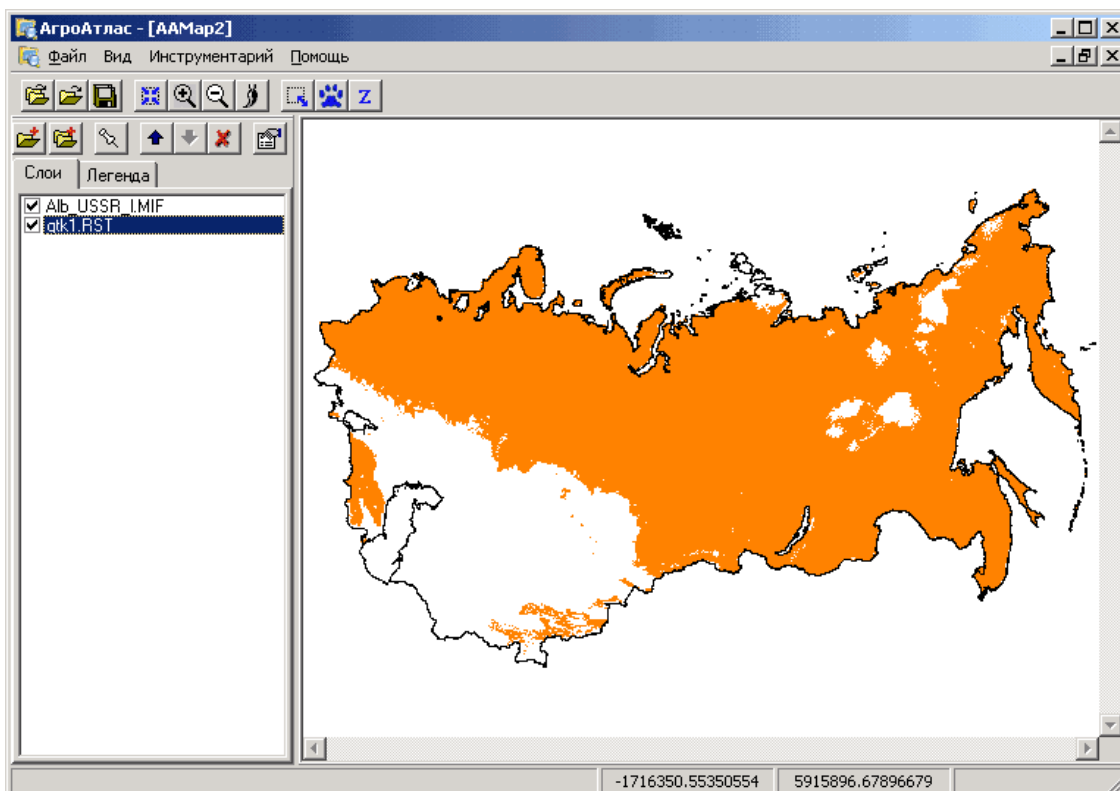 АгроАтлас - [AAMap2]
Файл Вид Инструментарий Помощь
Z
Слои Легенда
Alb_USSR_l.MIF
gtk1.RST
-1716350.55350554 5915896.67896679